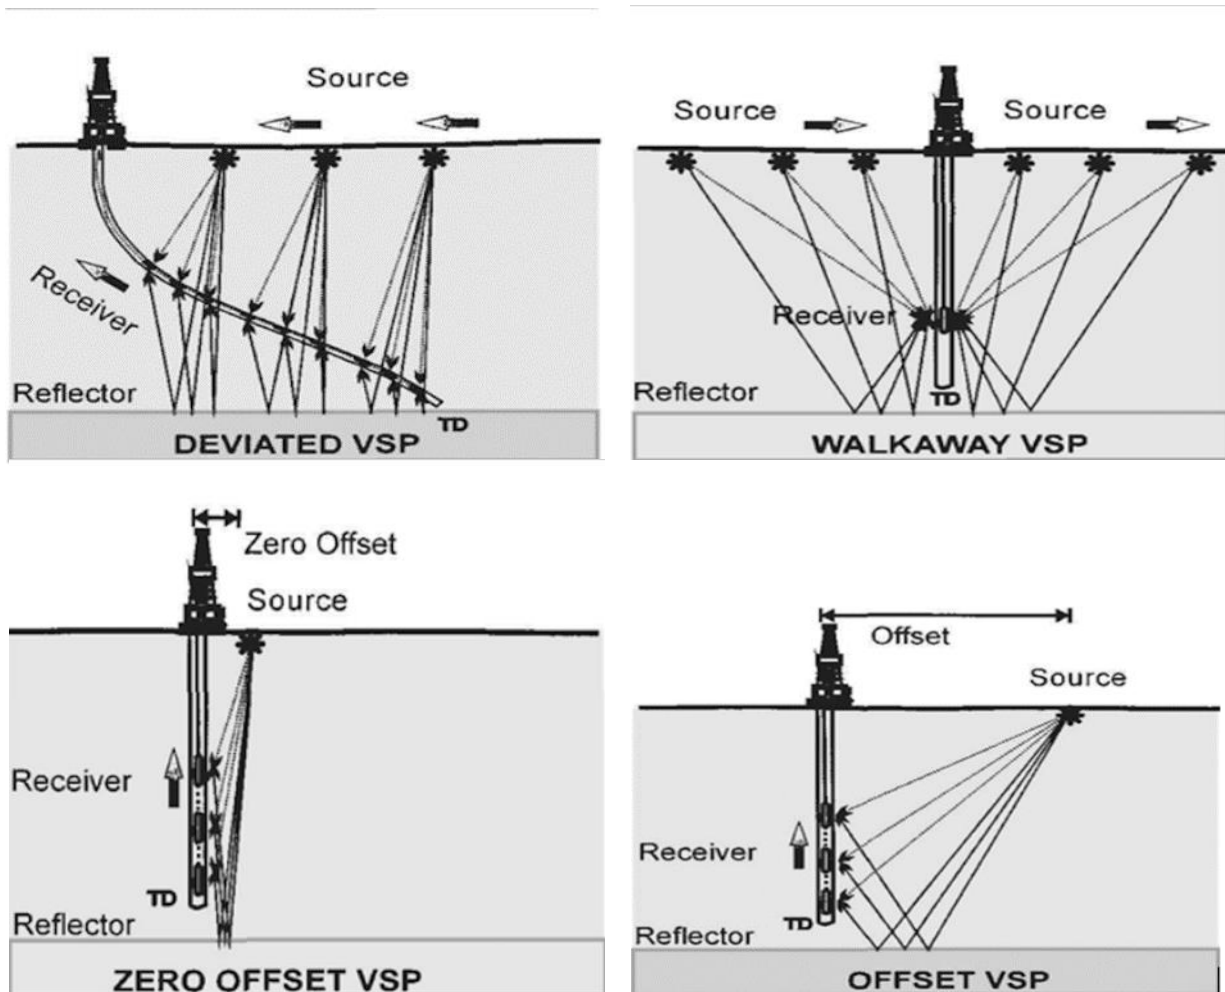 Source
Receiver
Reflector
TD
DEVIATED VSP
Source
Source
Receiver
TD
WALKAWAY VSP
Zero Offset
Source
Receiver
TD
Reflector
ZERO OFFSET VSP
Offset
Source
Receiver
TD
Reflector
OFFSET VSP